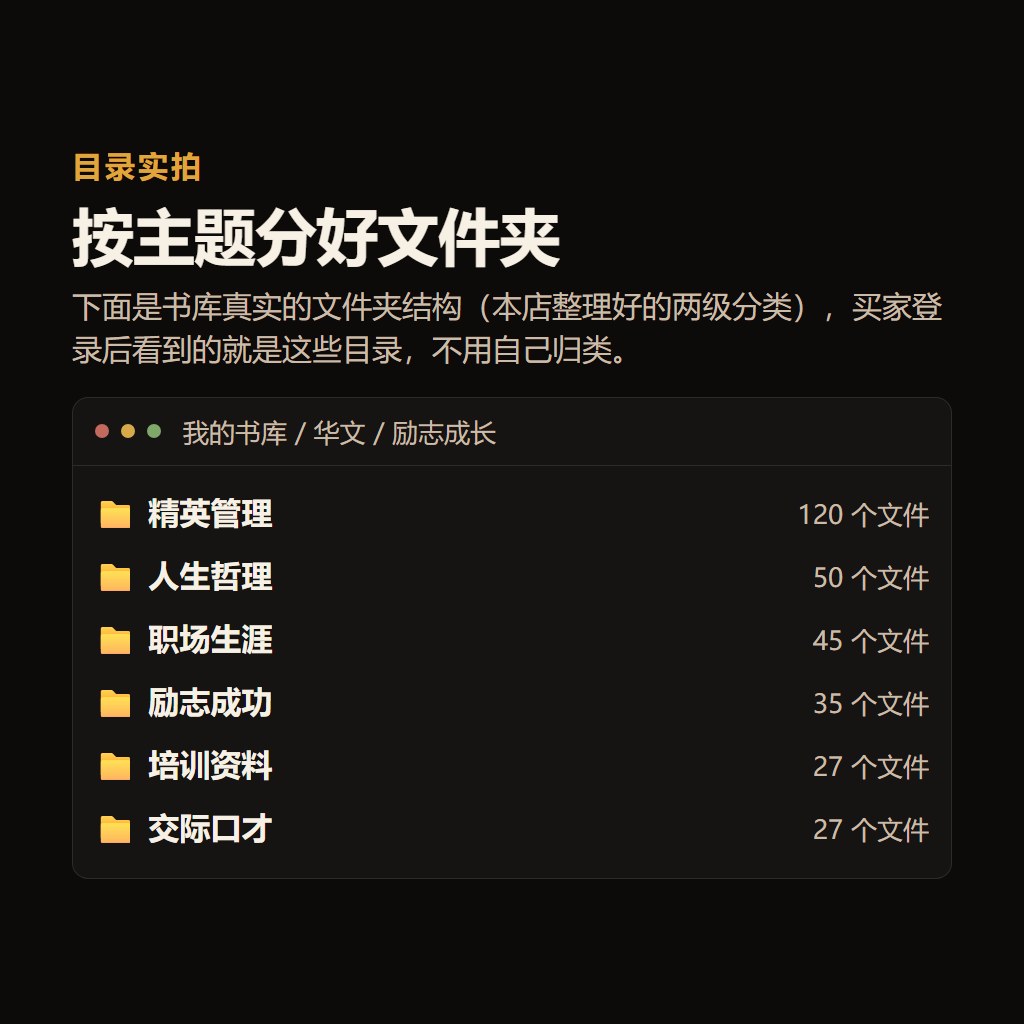 目录实拍
按主题分好文件夹
下面是书库真实的文件夹结构（本店整理好的两级分类），买家登
录后看到的就是这些目录，不用自己归类。
我的书库 / 华文 / 励志成长
精英管理 120 个文件
人生哲理 50 个文件
职场生涯 45 个文件
励志成功 35 个文件
培训资料 27 个文件
交际口才 27 个文件